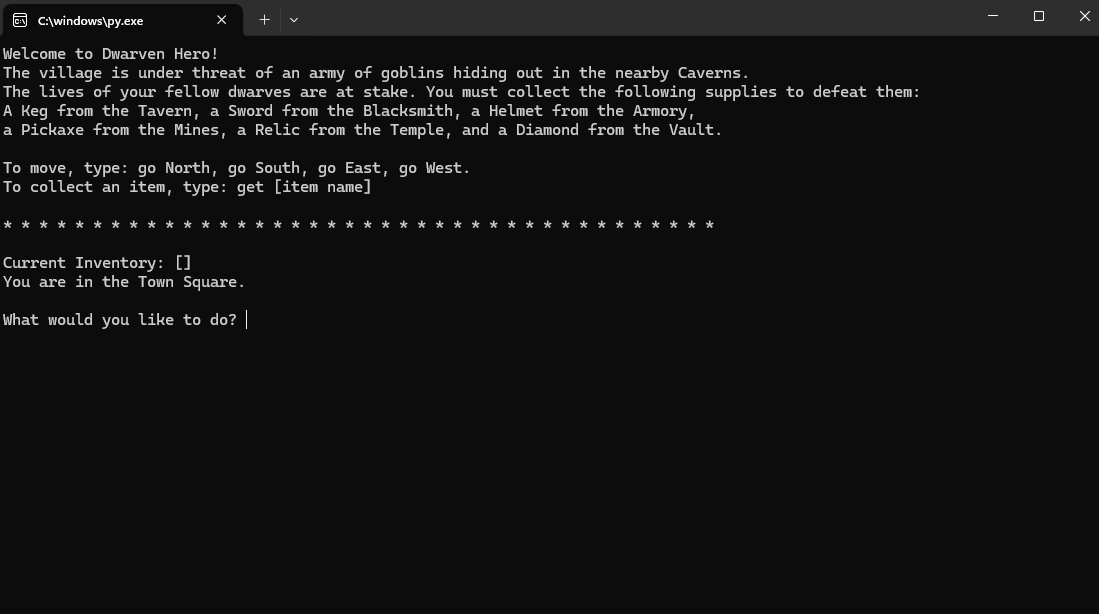 C:\windows\py.exe
Welcome to Dwarven Hero!
The village is under threat of an army of goblins hiding out in the nearby Caverns.
The lives of your fellow dwarves are at stake. You must collect the following supplies to defeat them:
A Keg from the Tavern, a Sword from the Blacksmith, a Helmet from the Armory,
a Pickaxe from the Mines, a Relic from the Temple, and a Diamond from the Vault.
To move, type: go North, go South, go East, go West.
To collect an item, type: get [item name]
* * * * * * * * * * * * * * * * * * * * * * * * * * * * * * * * * * * * * * * *
Current Inventory: []
You are in the Town Square.
What would you like to do?